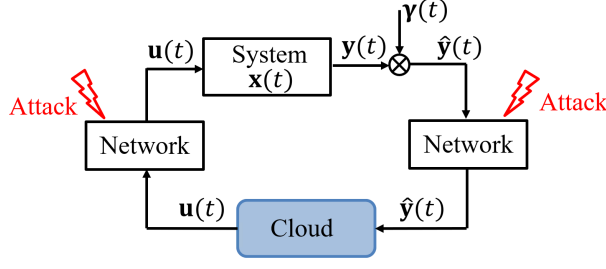 𝛄(𝑡)
𝐮(𝑡)
System
𝐱(𝑡)
𝐲(𝑡)
𝐲̂(𝑡)
Attack
Attack
Network
Network
𝐮(𝑡)
Cloud
𝐲̂(𝑡)